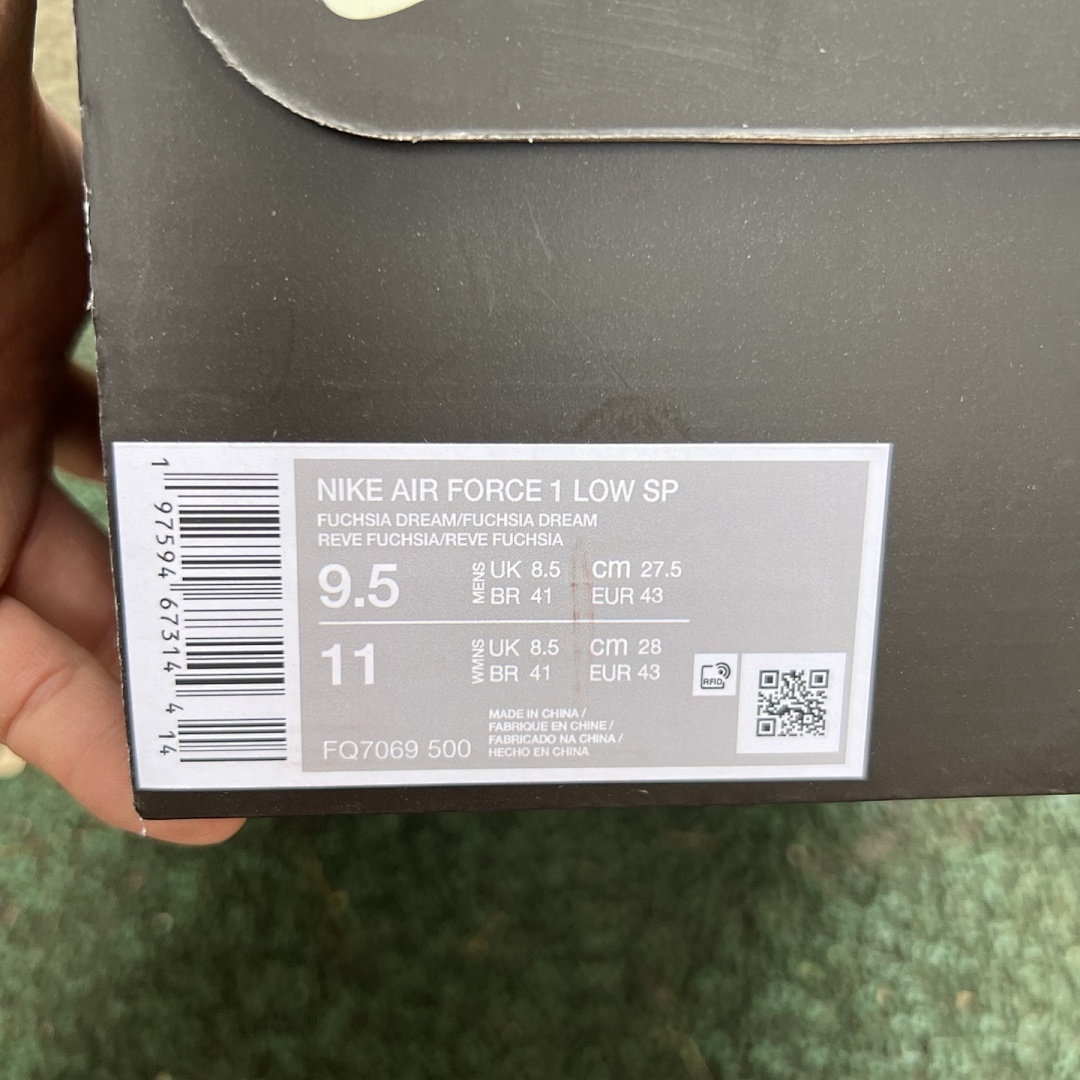 NIKE AIR FORCE 1 LOW SP
FUCHSIA DREAM/FUCHSIA DREAM
REVE FUCHSIA/REVE FUCHSIA
9.5
MENS
UK 8.5 cm 27.5
BR 41 EUR 43
11
WMNS
UK 8.5 cm 28
BR 41 EUR 43
MADE IN CHINA /
FABRIQUE EN CHINE /
FABRICADO NA CHINA /
HECHO EN CHINA
FQ7069 500
RFID
1 97594 67314 4 14